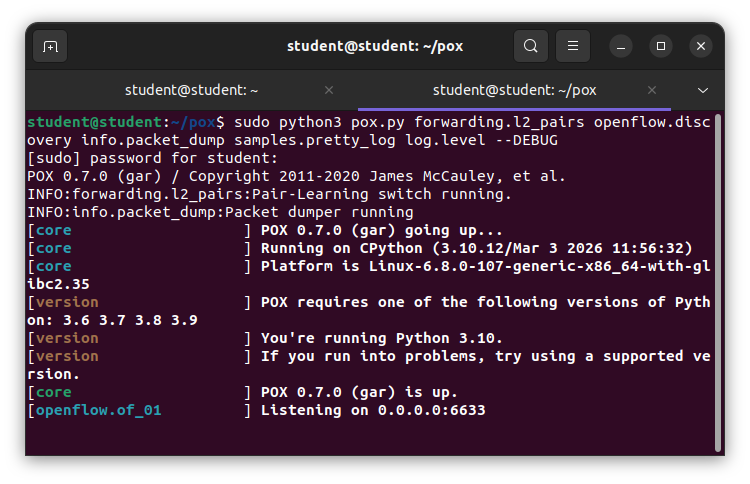 student@student: ~/pox
student@student: ~
student@student: ~/pox
student@student:~/pox$ sudo python3 pox.py forwarding.l2_pairs openflow.disc
overy info.packet_dump samples.pretty_log log.level --DEBUG
[sudo] password for student:
POX 0.7.0 (gar) / Copyright 2011-2020 James McCauley, et al.
INFO:forwarding.l2_pairs:Pair-Learning switch running.
INFO:info.packet_dump:Packet dumper running
[core                   ] POX 0.7.0 (gar) going up...
[core                   ] Running on CPython (3.10.12/Mar 3 2026 11:56:32)
[core                   ] Platform is Linux-6.8.0-107-generic-x86_64-with-gl
ibc2.35
[version                ] POX requires one of the following versions of Pyth
on: 3.6 3.7 3.8 3.9
[version                ] You're running Python 3.10.
[version                ] If you run into problems, try using a supported ve
rsion.
[core                   ] POX 0.7.0 (gar) is up.
[openflow.of_01         ] Listening on 0.0.0.0:6633